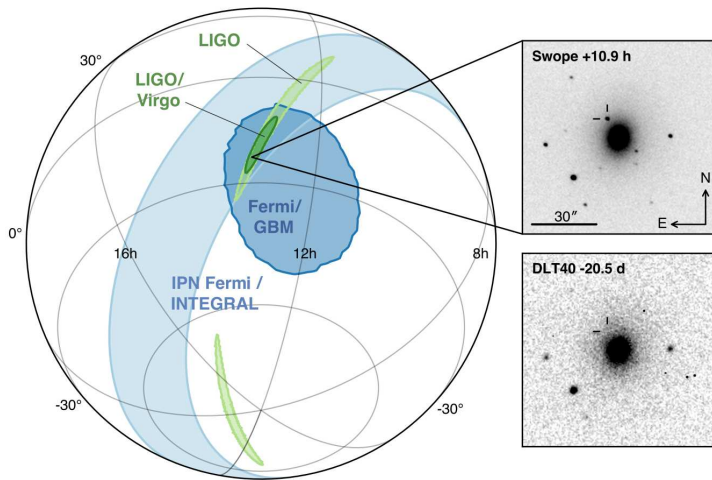 LIGO
LIGO/
Virgo
30°
Swope +10.9 h
N
E
30″
Fermi/
GBM
0°
16h
12h
8h
IPN Fermi /
INTEGRAL
DLT40 -20.5 d
-30°
-30°